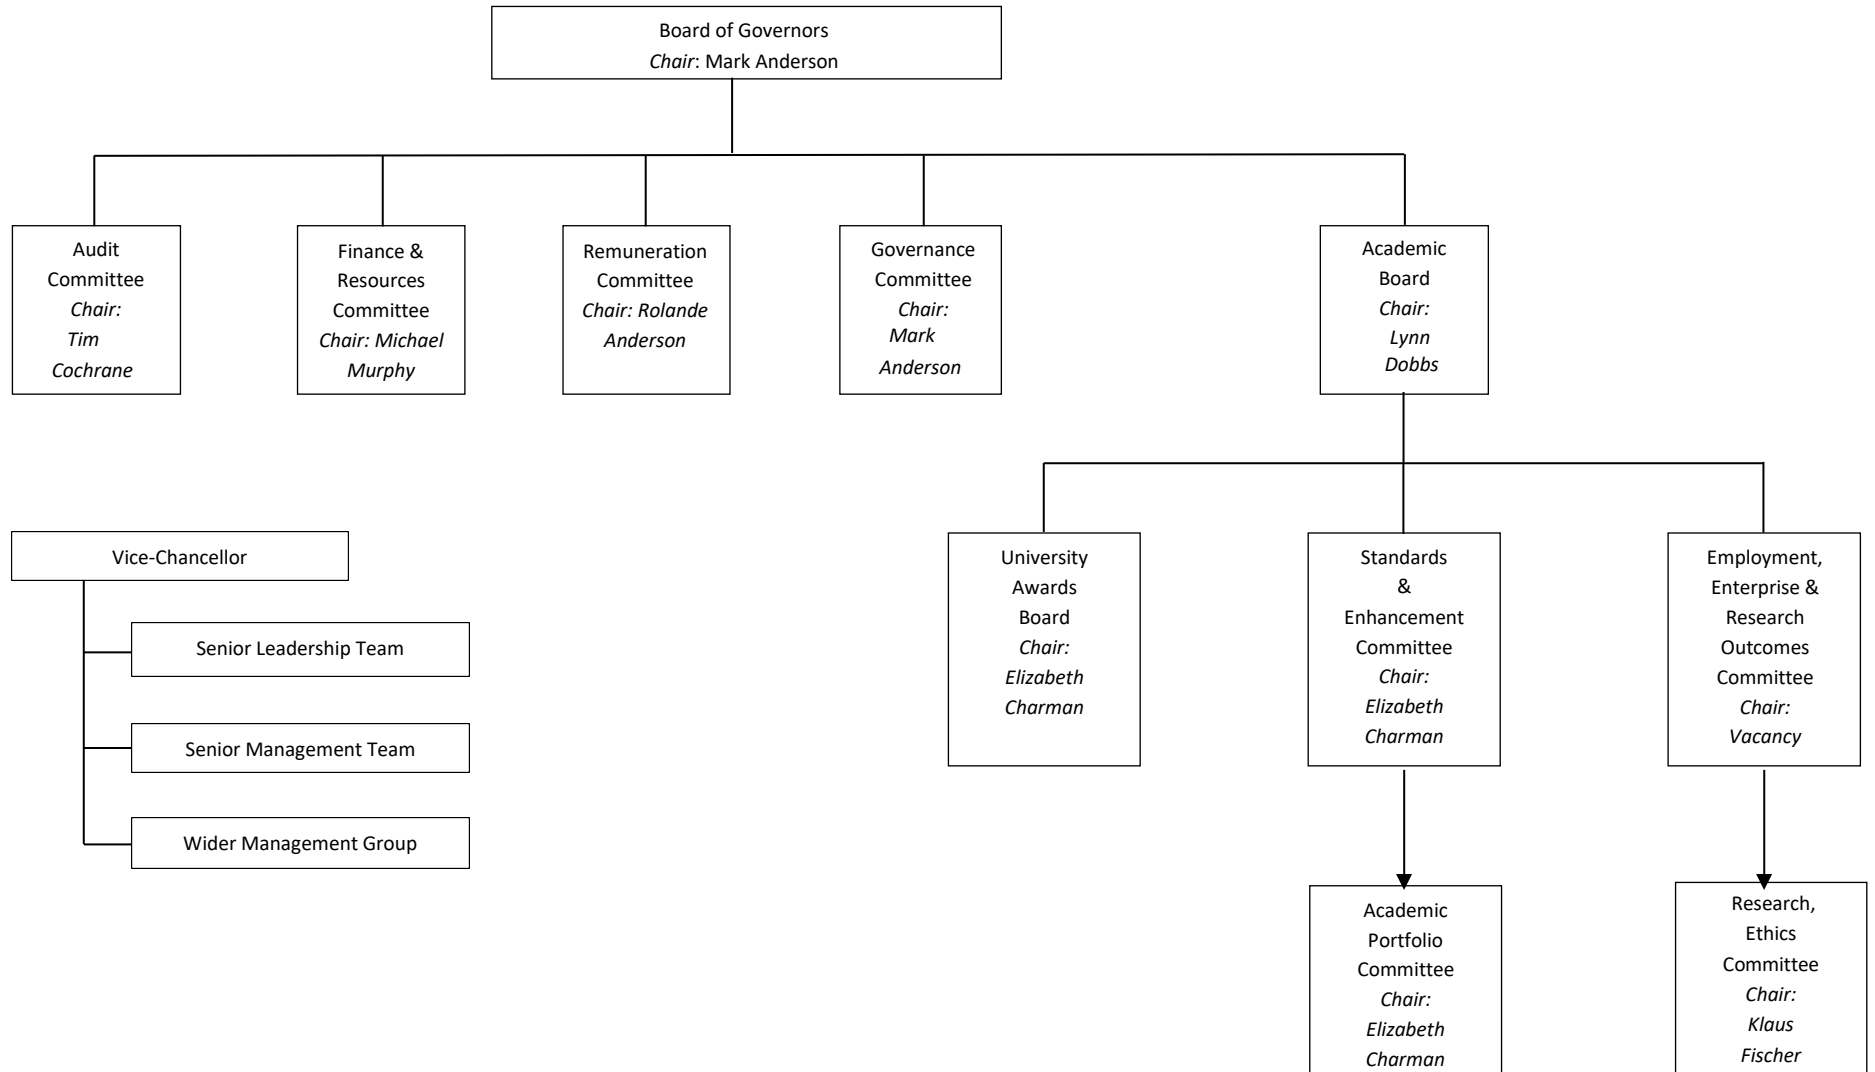 Board of Governors
Chair: Mark Anderson
Audit
Committee
Chair:
Tim
Cochrane
Finance &
Resources
Committee
Chair: Michael
Murphy
Remuneration
Committee
Chair: Rolande
Anderson
Governance
Committee
Chair:
Mark
Anderson
Academic
Board
Chair:
Lynn
Dobbs
Vice-Chancellor
Senior Leadership Team
Senior Management Team
Wider Management Group
University
Awards
Board
Chair:
Elizabeth
Charman
Standards
&
Enhancement
Committee
Chair:
Elizabeth
Charman
Employment,
Enterprise &
Research
Outcomes
Committee
Chair:
Vacancy
Academic
Portfolio
Committee
Chair:
Elizabeth
Charman
Research,
Ethics
Committee
Chair:
Klaus
Fischer